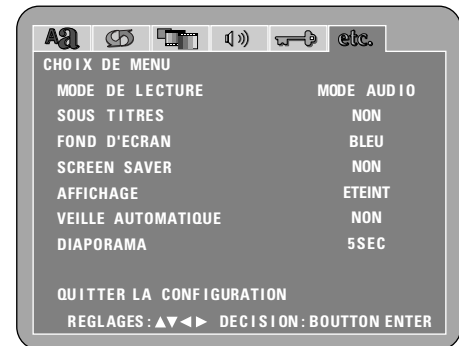 Aa etc.
CHOIX DE MENU
MODE DE LECTURE MODE AUDIO
SOUS TITRES NON
FOND D'ECRAN BLEU
SCREEN SAVER NON
AFFICHAGE ETEINT
VEILLE AUTOMATIQUE NON
DIAPORAMA 5SEC
QUITTER LA CONFIGURATION
REGLAGES:▲▼◄► DECISION:BOUTTON ENTER